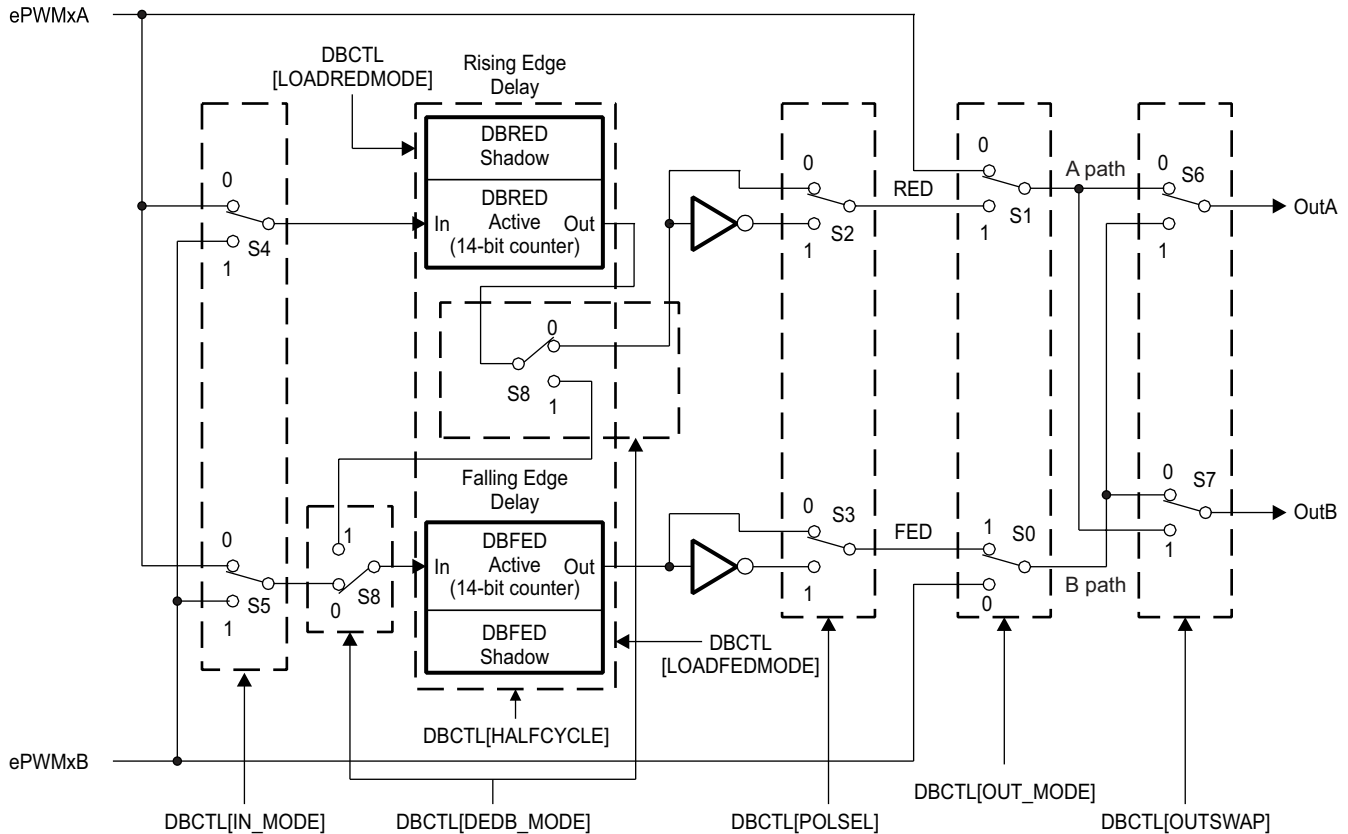 ePWMxA
DBCTL
[LOADREDMODE]
Rising Edge
Delay
DBRED
Shadow
DBRED
In Active Out
(14-bit counter)
0
S4
1
0
S2
1
RED
0
S1
1
A path
0
S6
1
OutA
0
S8
1
Falling Edge
Delay
DBFED
In Active Out
(14-bit counter)
DBFED
Shadow
0
S5
1
1
S8
0
0
S3
1
FED
1
S0
0
B path
0
S7
1
OutB
DBCTL
[LOADFEDMODE]
DBCTL[HALFCYCLE]
ePWMxB
DBCTL[OUT_MODE]
DBCTL[IN_MODE]
DBCTL[DEDB_MODE]
DBCTL[POLSEL]
DBCTL[OUTSWAP]